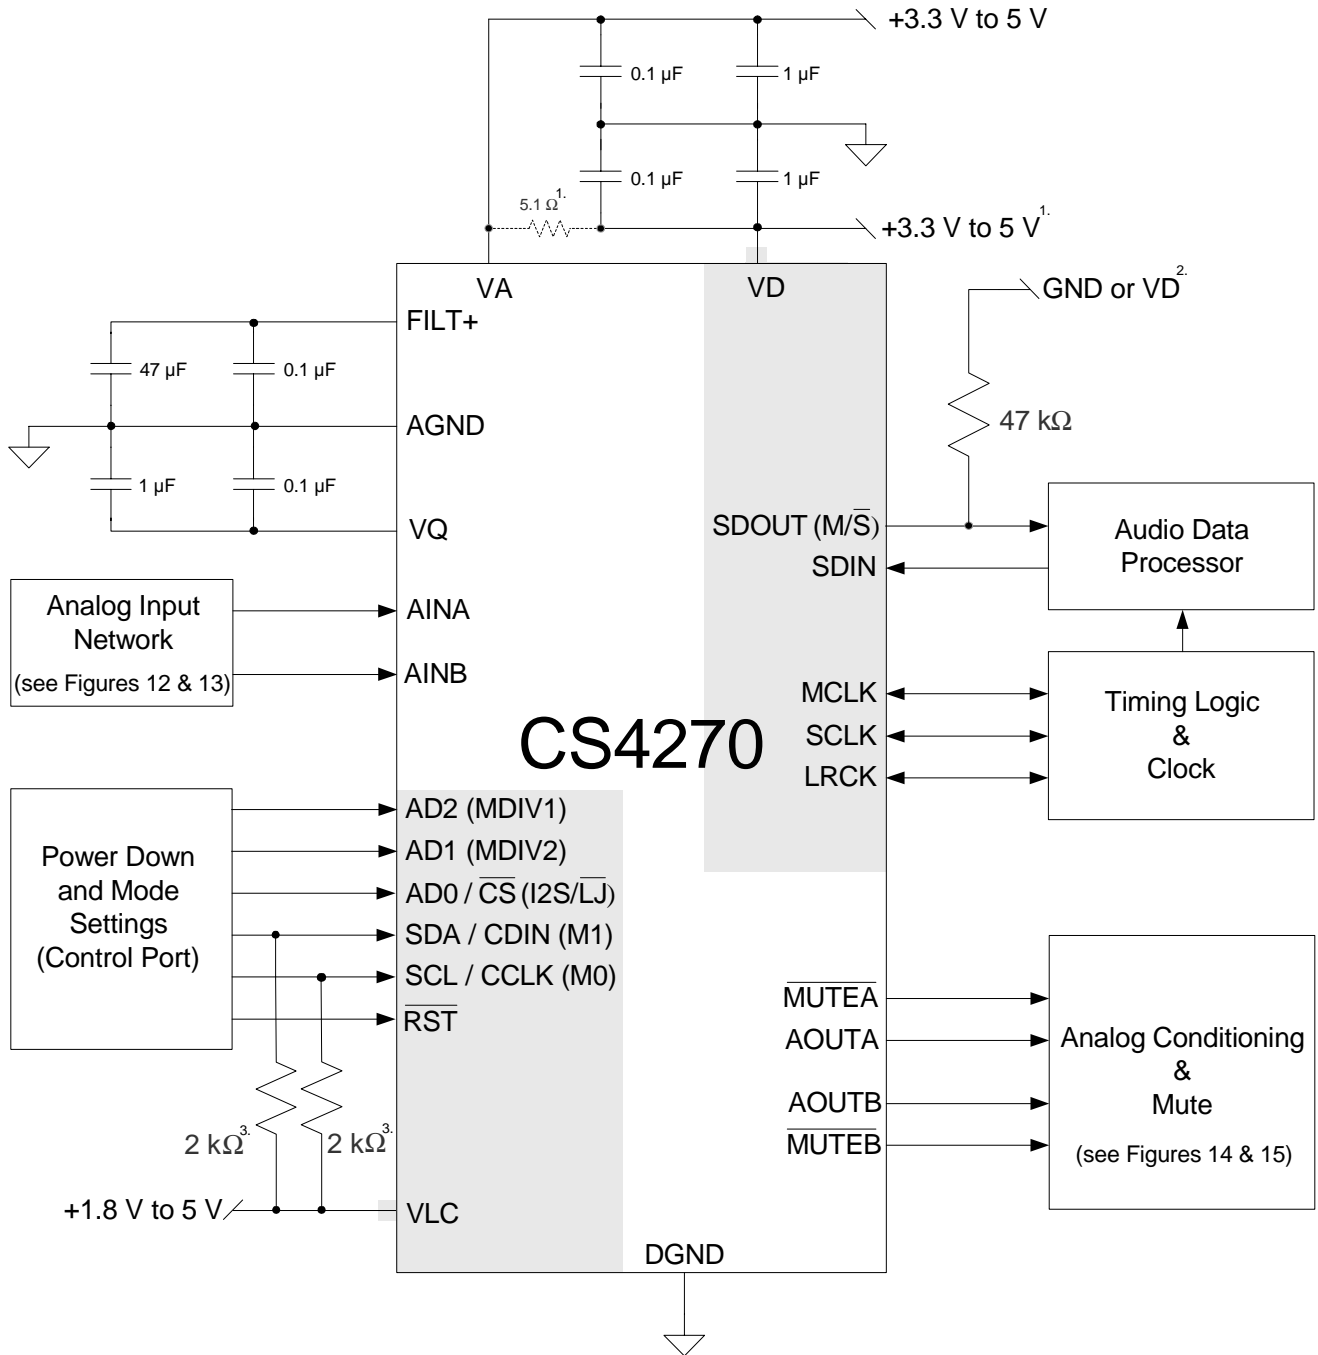 +3.3 V to 5 V
0.1 µF
1 µF
0.1 µF
1 µF
5.1 Ω1.
+3.3 V to 5 V1.
VA
VD
GND or VD2.
FILT+
47 µF
0.1 µF
47 kΩ
AGND
1 µF
0.1 µF
VQ
SDOUT (M/S̅)
SDIN
Audio Data
Processor
Analog Input
Network
(see Figures 12 & 13)
AINA
AINB
MCLK
SCLK
LRCK
Timing Logic
&
Clock
CS4270
Power Down
and Mode
Settings
(Control Port)
AD2 (MDIV1)
AD1 (MDIV2)
AD0 / C̅S̅ (I2S/L̅J̅)
SDA / CDIN (M1)
SCL / CCLK (M0)
R̅S̅T̅
M̅U̅T̅E̅A̅
AOUTA
AOUTB
M̅U̅T̅E̅B̅
Analog Conditioning
&
Mute
(see Figures 14 & 15)
2 kΩ3.
2 kΩ3.
+1.8 V to 5 V
VLC
DGND